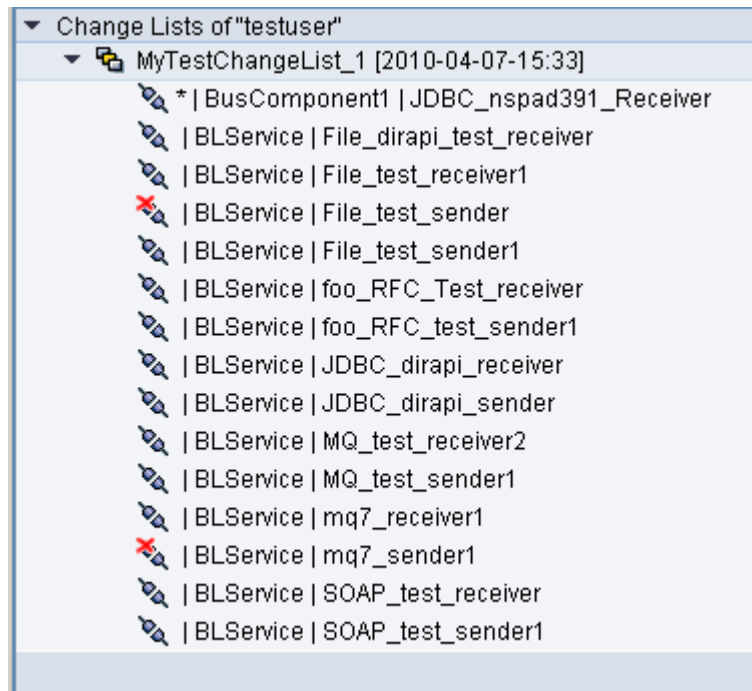 Change Lists of "testuser"
MyTestChangeList_1 [2010-04-07-15:33]
* | BusComponent1 | JDBC_nspad391_Receiver
| BLService | File_dirapi_test_receiver
| BLService | File_test_receiver1
| BLService | File_test_sender
| BLService | File_test_sender1
| BLService | foo_RFC_Test_receiver
| BLService | foo_RFC_test_sender1
| BLService | JDBC_dirapi_receiver
| BLService | JDBC_dirapi_sender
| BLService | MQ_test_receiver2
| BLService | MQ_test_sender1
| BLService | mq7_receiver1
| BLService | mq7_sender1
| BLService | SOAP_test_receiver
| BLService | SOAP_test_sender1